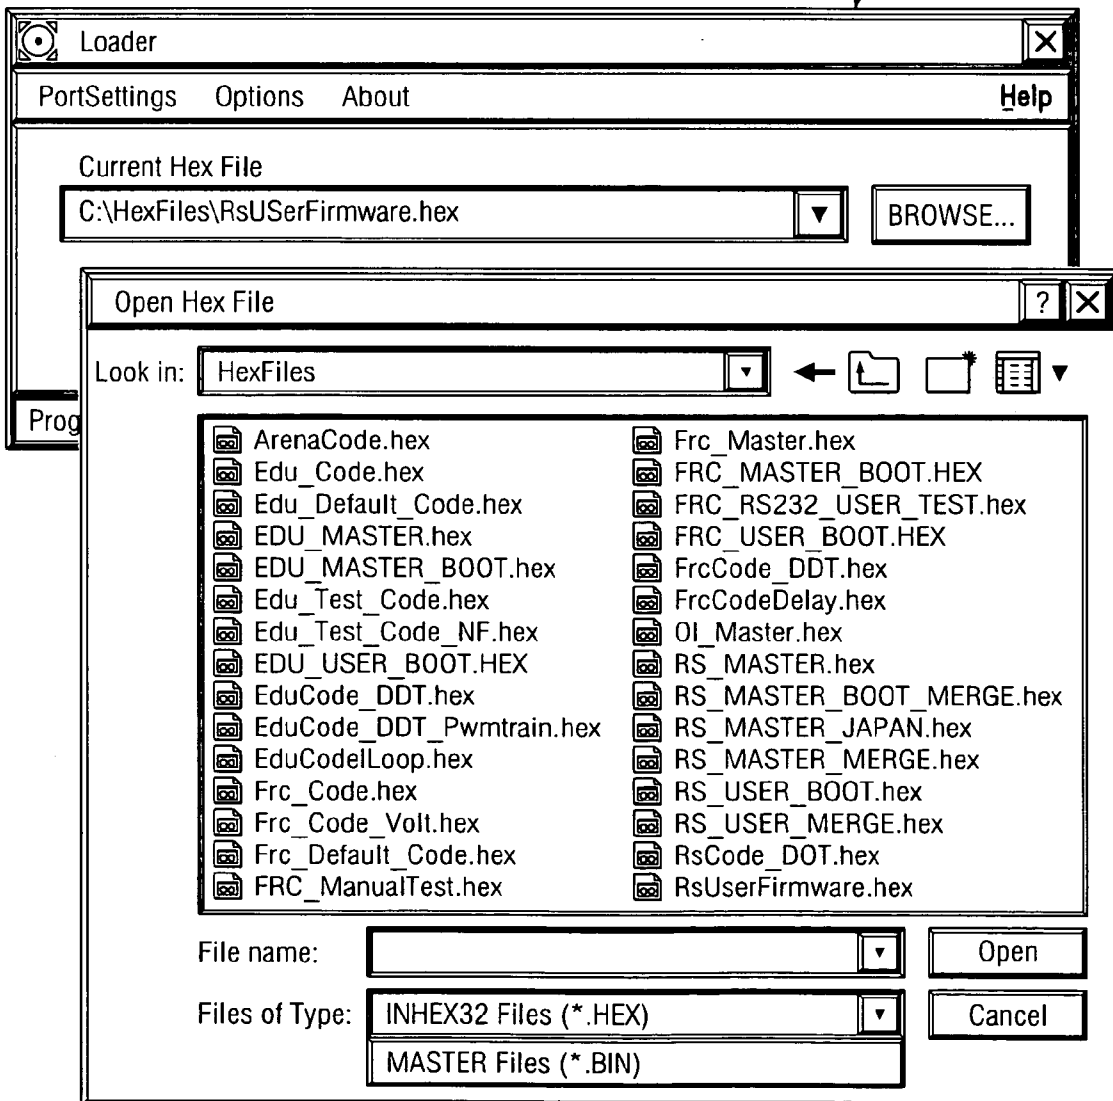 Loader
PortSettings Options About Help
Current Hex File
C:\HexFiles\RsUSerFirmware.hex BROWSE...
Open Hex File ?
Look in: HexFiles
Prog
ArenaCode.hex
Edu_Code.hex
Edu_Default_Code.hex
EDU_MASTER.hex
EDU_MASTER_BOOT.hex
Edu_Test_Code.hex
Edu_Test_Code_NF.hex
EDU_USER_BOOT.HEX
EduCode_DDT.hex
EduCode_DDT_Pwmtrain.hex
EduCodelLoop.hex
Frc_Code.hex
Frc_Code_Volt.hex
Frc_Default_Code.hex
FRC_ManualTest.hex
Frc_Master.hex
FRC_MASTER_BOOT.HEX
FRC_RS232_USER_TEST.hex
FRC_USER_BOOT.HEX
FrcCode_DDT.hex
FrcCodeDelay.hex
OI_Master.hex
RS_MASTER.hex
RS_MASTER_BOOT_MERGE.hex
RS_MASTER_JAPAN.hex
RS_MASTER_MERGE.hex
RS_USER_BOOT.hex
RS_USER_MERGE.hex
RsCode_DOT.hex
RsUserFirmware.hex
File name: Open
Files of Type: INHEX32 Files (*.HEX) Cancel
MASTER Files (*.BIN)